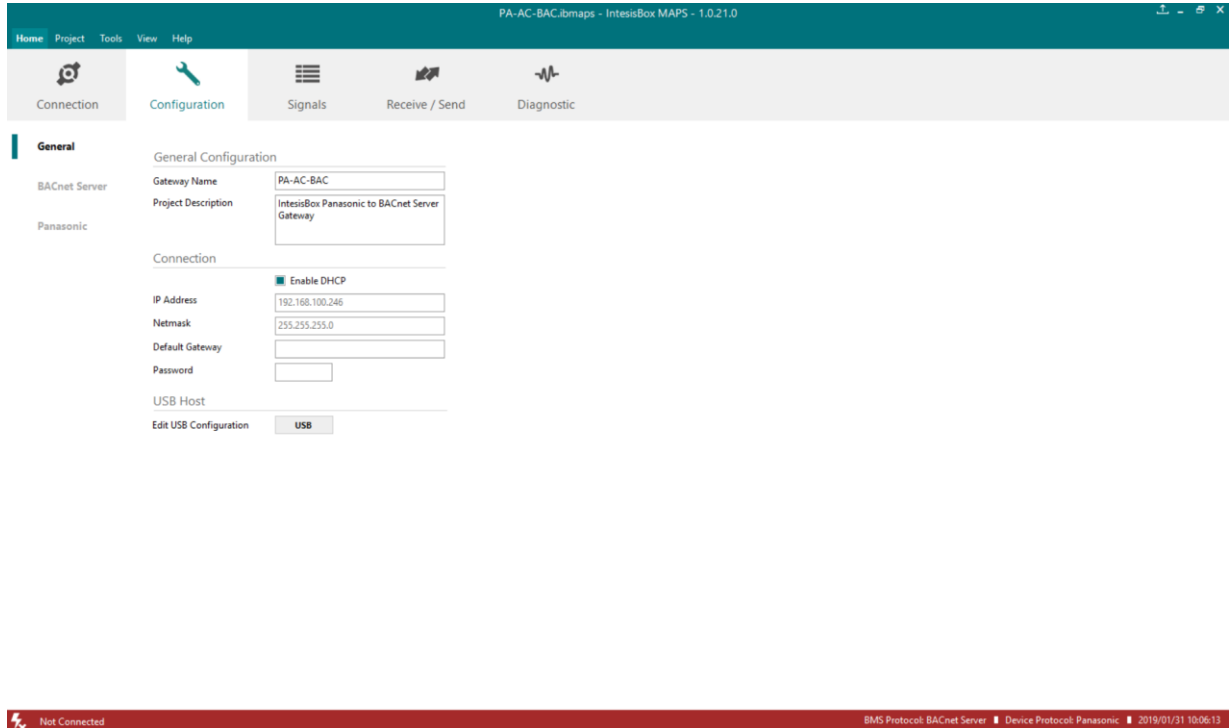 PA-AC-BAC.ibmaps - IntesisBox MAPS - 1.0.21.0
Home Project Tools View Help
Connection Configuration Signals Receive / Send Diagnostic
General
BACnet Server
Panasonic
General Configuration
Gateway Name PA-AC-BAC
Project Description IntesisBox Panasonic to BACnet Server
Gateway
Connection
Enable DHCP
IP Address 192.168.100.246
Netmask 255.255.255.0
Default Gateway
Password
USB Host
Edit USB Configuration USB
Not Connected BMS Protocol: BACnet Server Device Protocol: Panasonic 2019/01/31 10:06:13